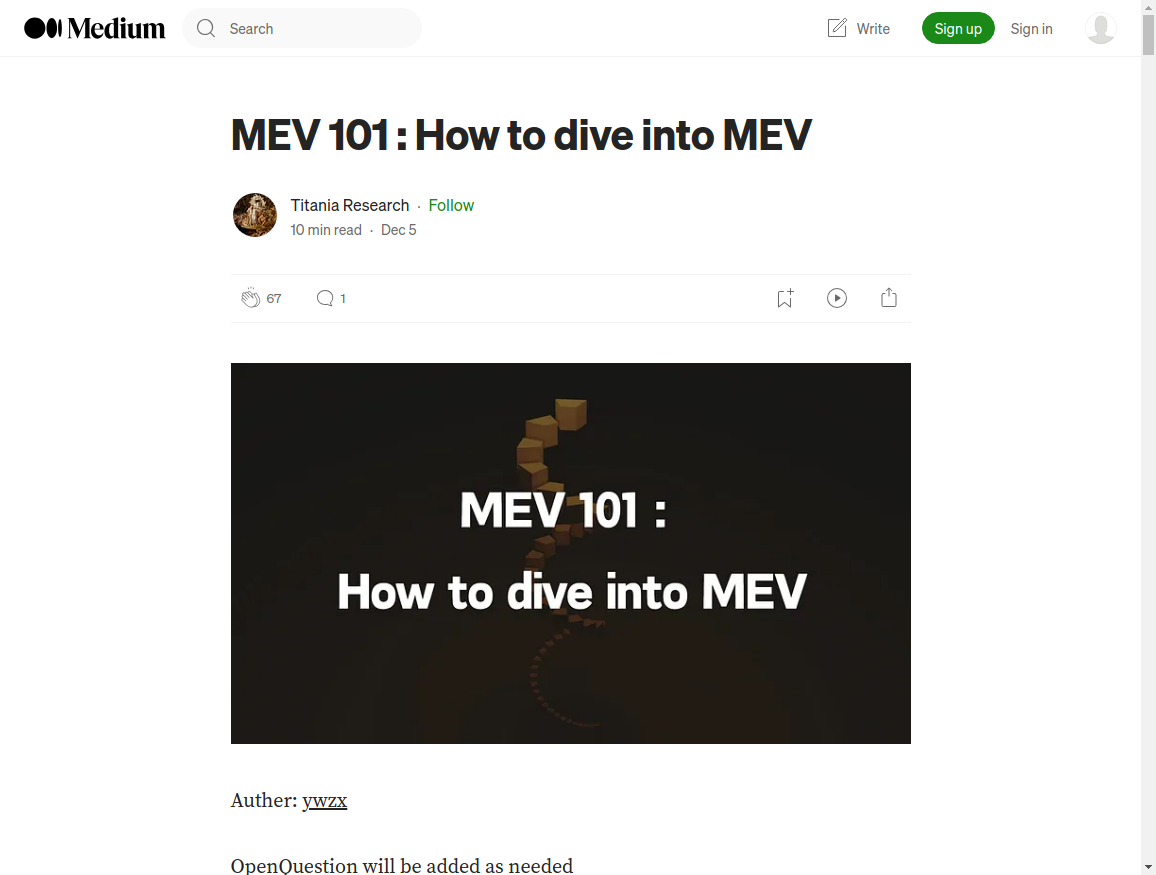 Medium
Search
Write
Sign up
Sign in
MEV 101 : How to dive into MEV
Titania Research · Follow
10 min read · Dec 5
67
1
MEV 101 :
How to dive into MEV
Auther: ywzx
OpenQuestion will be added as needed